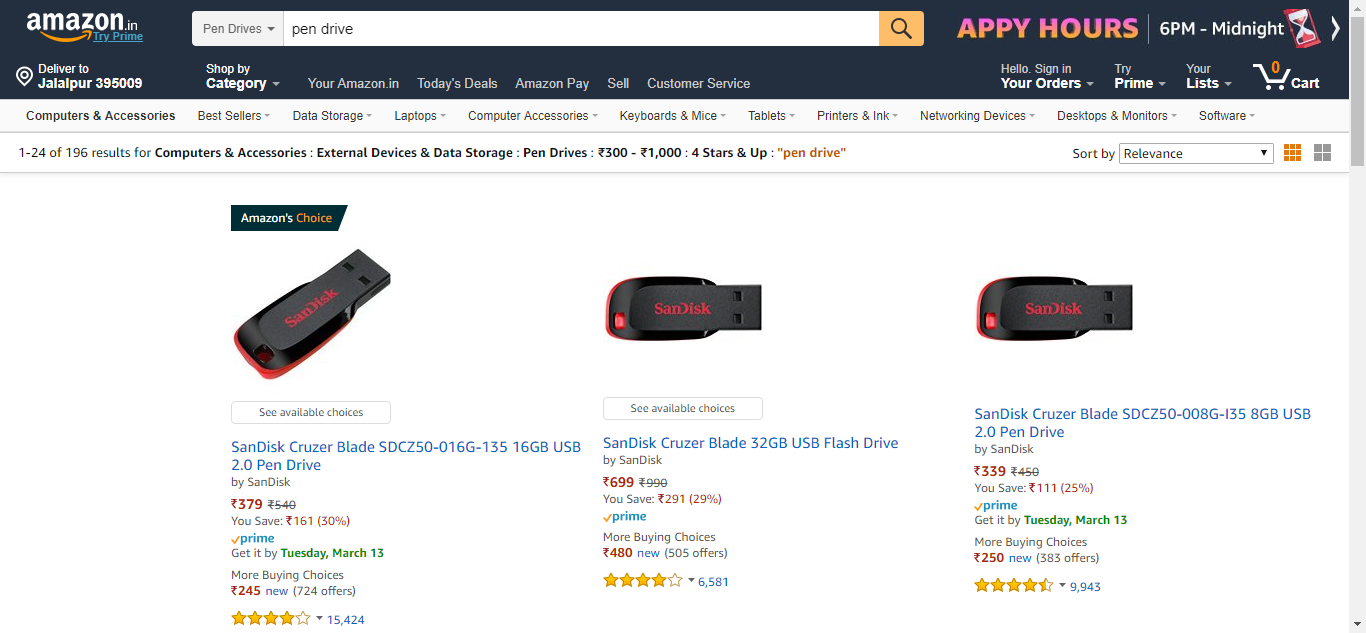 amazon.in
Try Prime
Pen Drives
pen drive
APPY HOURS
6PM - Midnight
Deliver to
Jalalpur 395009
Shop by
Category
Your Amazon.in Today's Deals Amazon Pay Sell Customer Service
Hello. Sign in
Your Orders
Try
Prime
Your
Lists
0
Cart
Computers & Accessories Best Sellers Data Storage Laptops Computer Accessories Keyboards & Mice Tablets Printers & Ink Networking Devices Desktops & Monitors Software
1-24 of 196 results for Computers & Accessories : External Devices & Data Storage : Pen Drives : ₹300 - ₹1,000 : 4 Stars & Up : "pen drive"
Sort by Relevance
Amazon's Choice
SanDisk
See available choices
SanDisk Cruzer Blade SDCZ50-016G-135 16GB USB
2.0 Pen Drive
by SanDisk
₹379 ₹540
You Save: ₹161 (30%)
prime
Get it by Tuesday, March 13
More Buying Choices
₹245 new (724 offers)
15,424
SanDisk
See available choices
SanDisk Cruzer Blade 32GB USB Flash Drive
by SanDisk
₹699 ₹990
You Save: ₹291 (29%)
prime
More Buying Choices
₹480 new (505 offers)
6,581
SanDisk
SanDisk Cruzer Blade SDCZ50-008G-I35 8GB USB
2.0 Pen Drive
by SanDisk
₹339 ₹450
You Save: ₹111 (25%)
prime
Get it by Tuesday, March 13
More Buying Choices
₹250 new (383 offers)
9,943